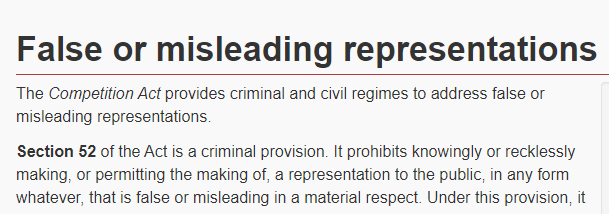 False or misleading representations
The Competition Act provides criminal and civil regimes to address false or
misleading representations.
Section 52 of the Act is a criminal provision. It prohibits knowingly or recklessly
making, or permitting the making of, a representation to the public, in any form
whatever, that is false or misleading in a material respect. Under this provision, it